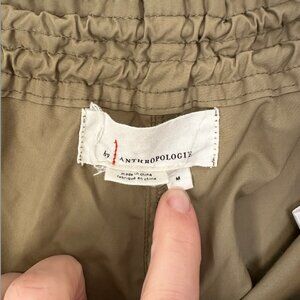 by ANTHROPOLOGIE
made in china
fabriqué en chine
M